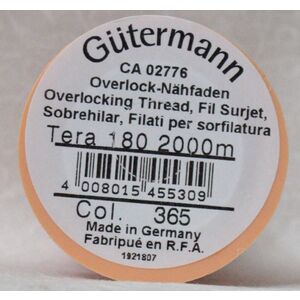 Gütermann
CA 02776
Overlock-Nähfaden
Overlocking Thread, Fil Surjet,
Sobrehilar, Filati per sorfilatura
Tera 180 2000m
4 008015 455309
Col. 365
Made in Germany
Fabripué en R.F.A.
1921807